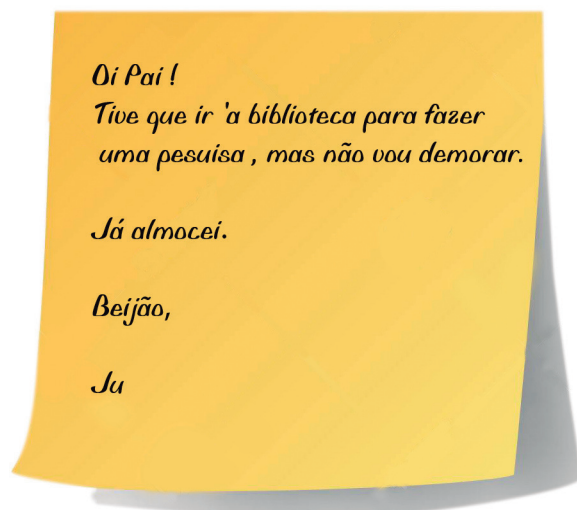 Oi Pai !
Tive que ir 'a biblioteca para fazer
uma pesuisa , mas não vou demorar.
Já almocei.
Beijão,
Ju